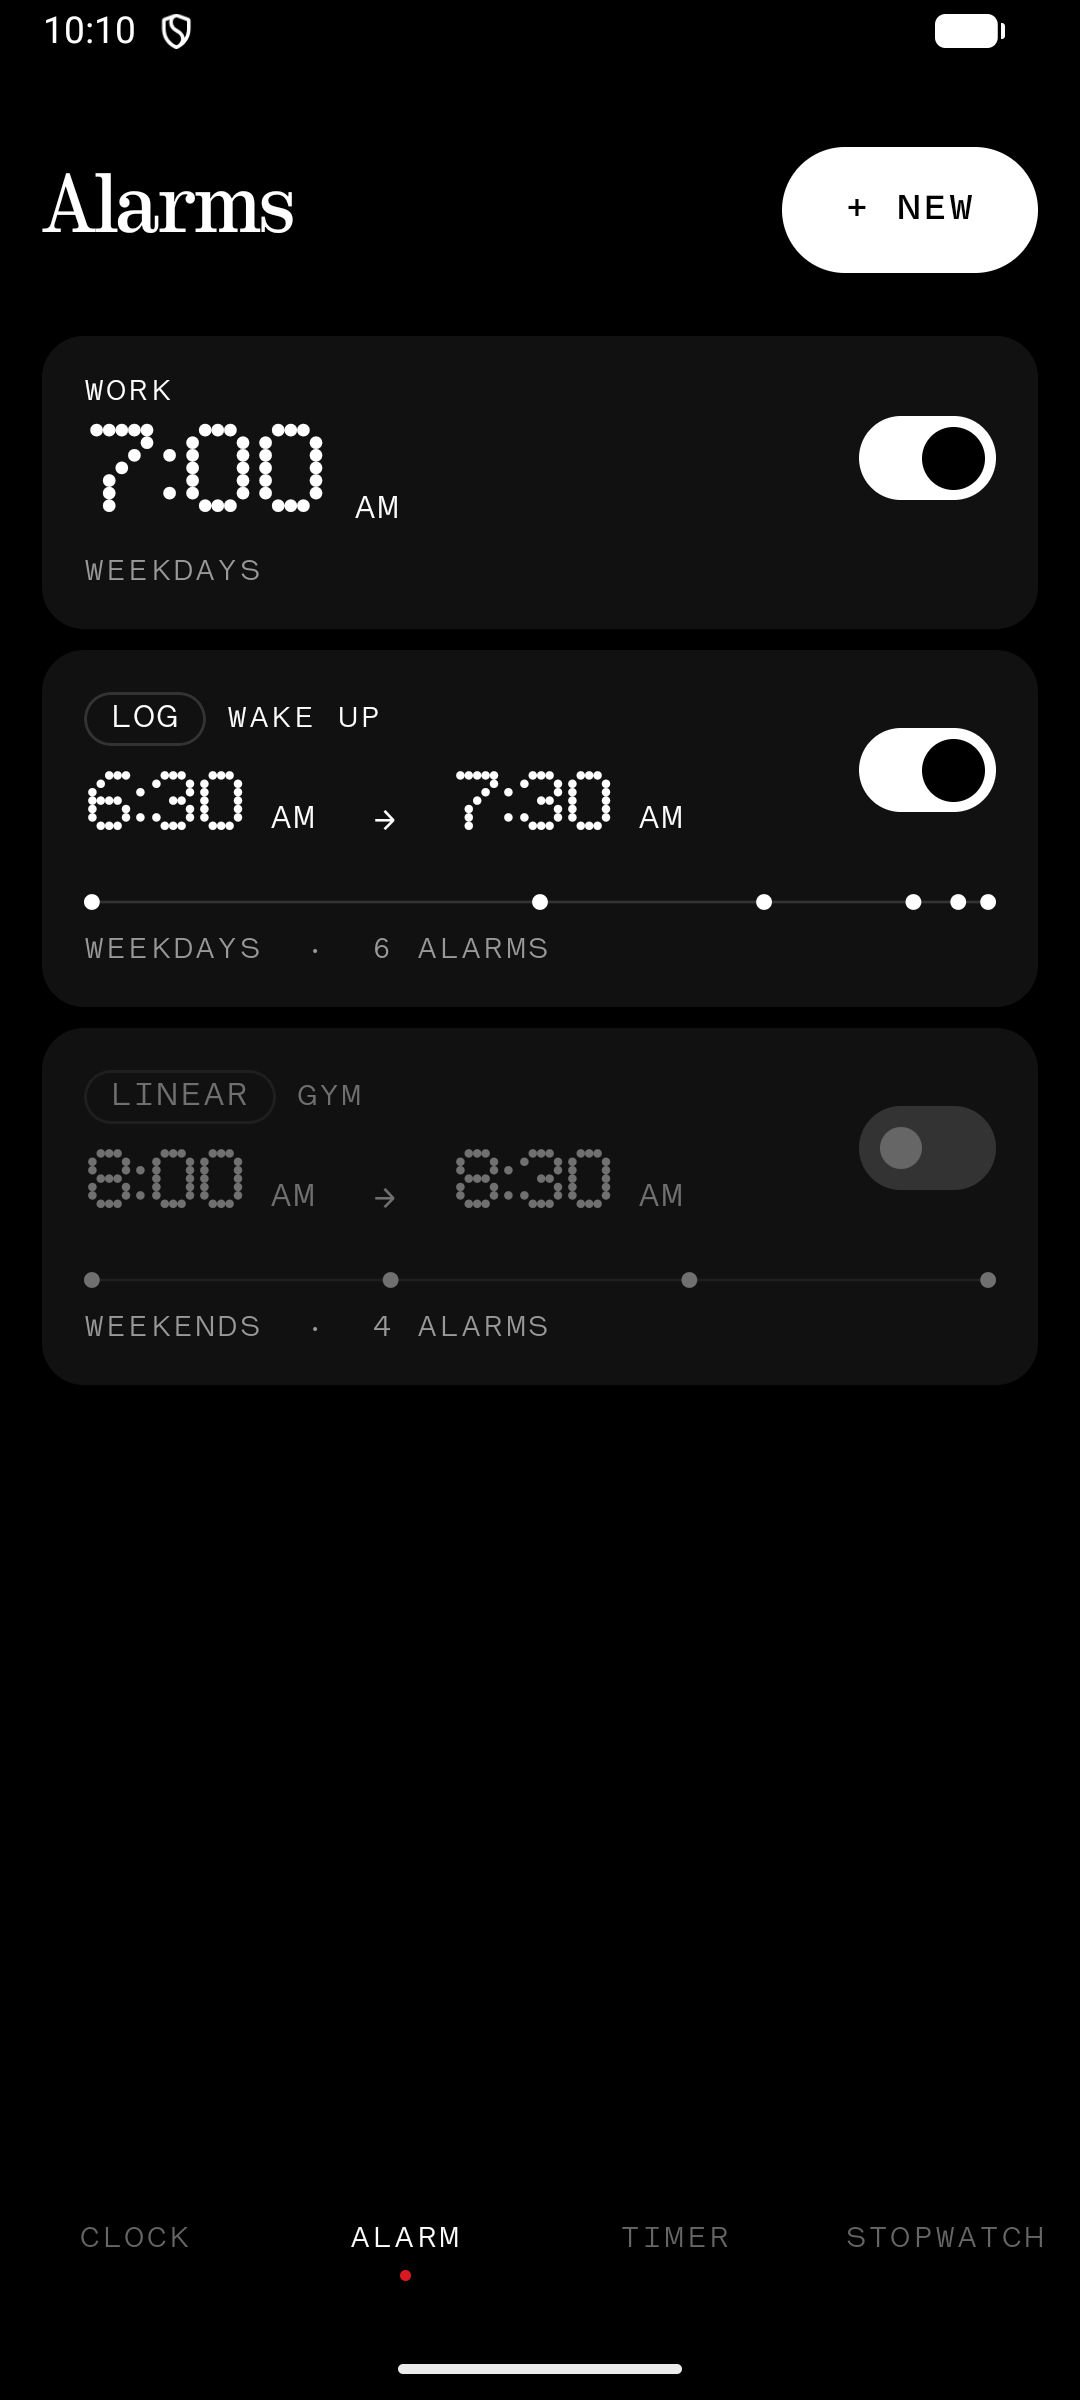 10:10
Alarms
+ NEW
WORK
7:00 AM
WEEKDAYS
LOG WAKE UP
6:30 AM → 7:30 AM
WEEKDAYS · 6 ALARMS
LINEAR GYM
8:00 AM → 8:30 AM
WEEKENDS · 4 ALARMS
CLOCK ALARM TIMER STOPWATCH